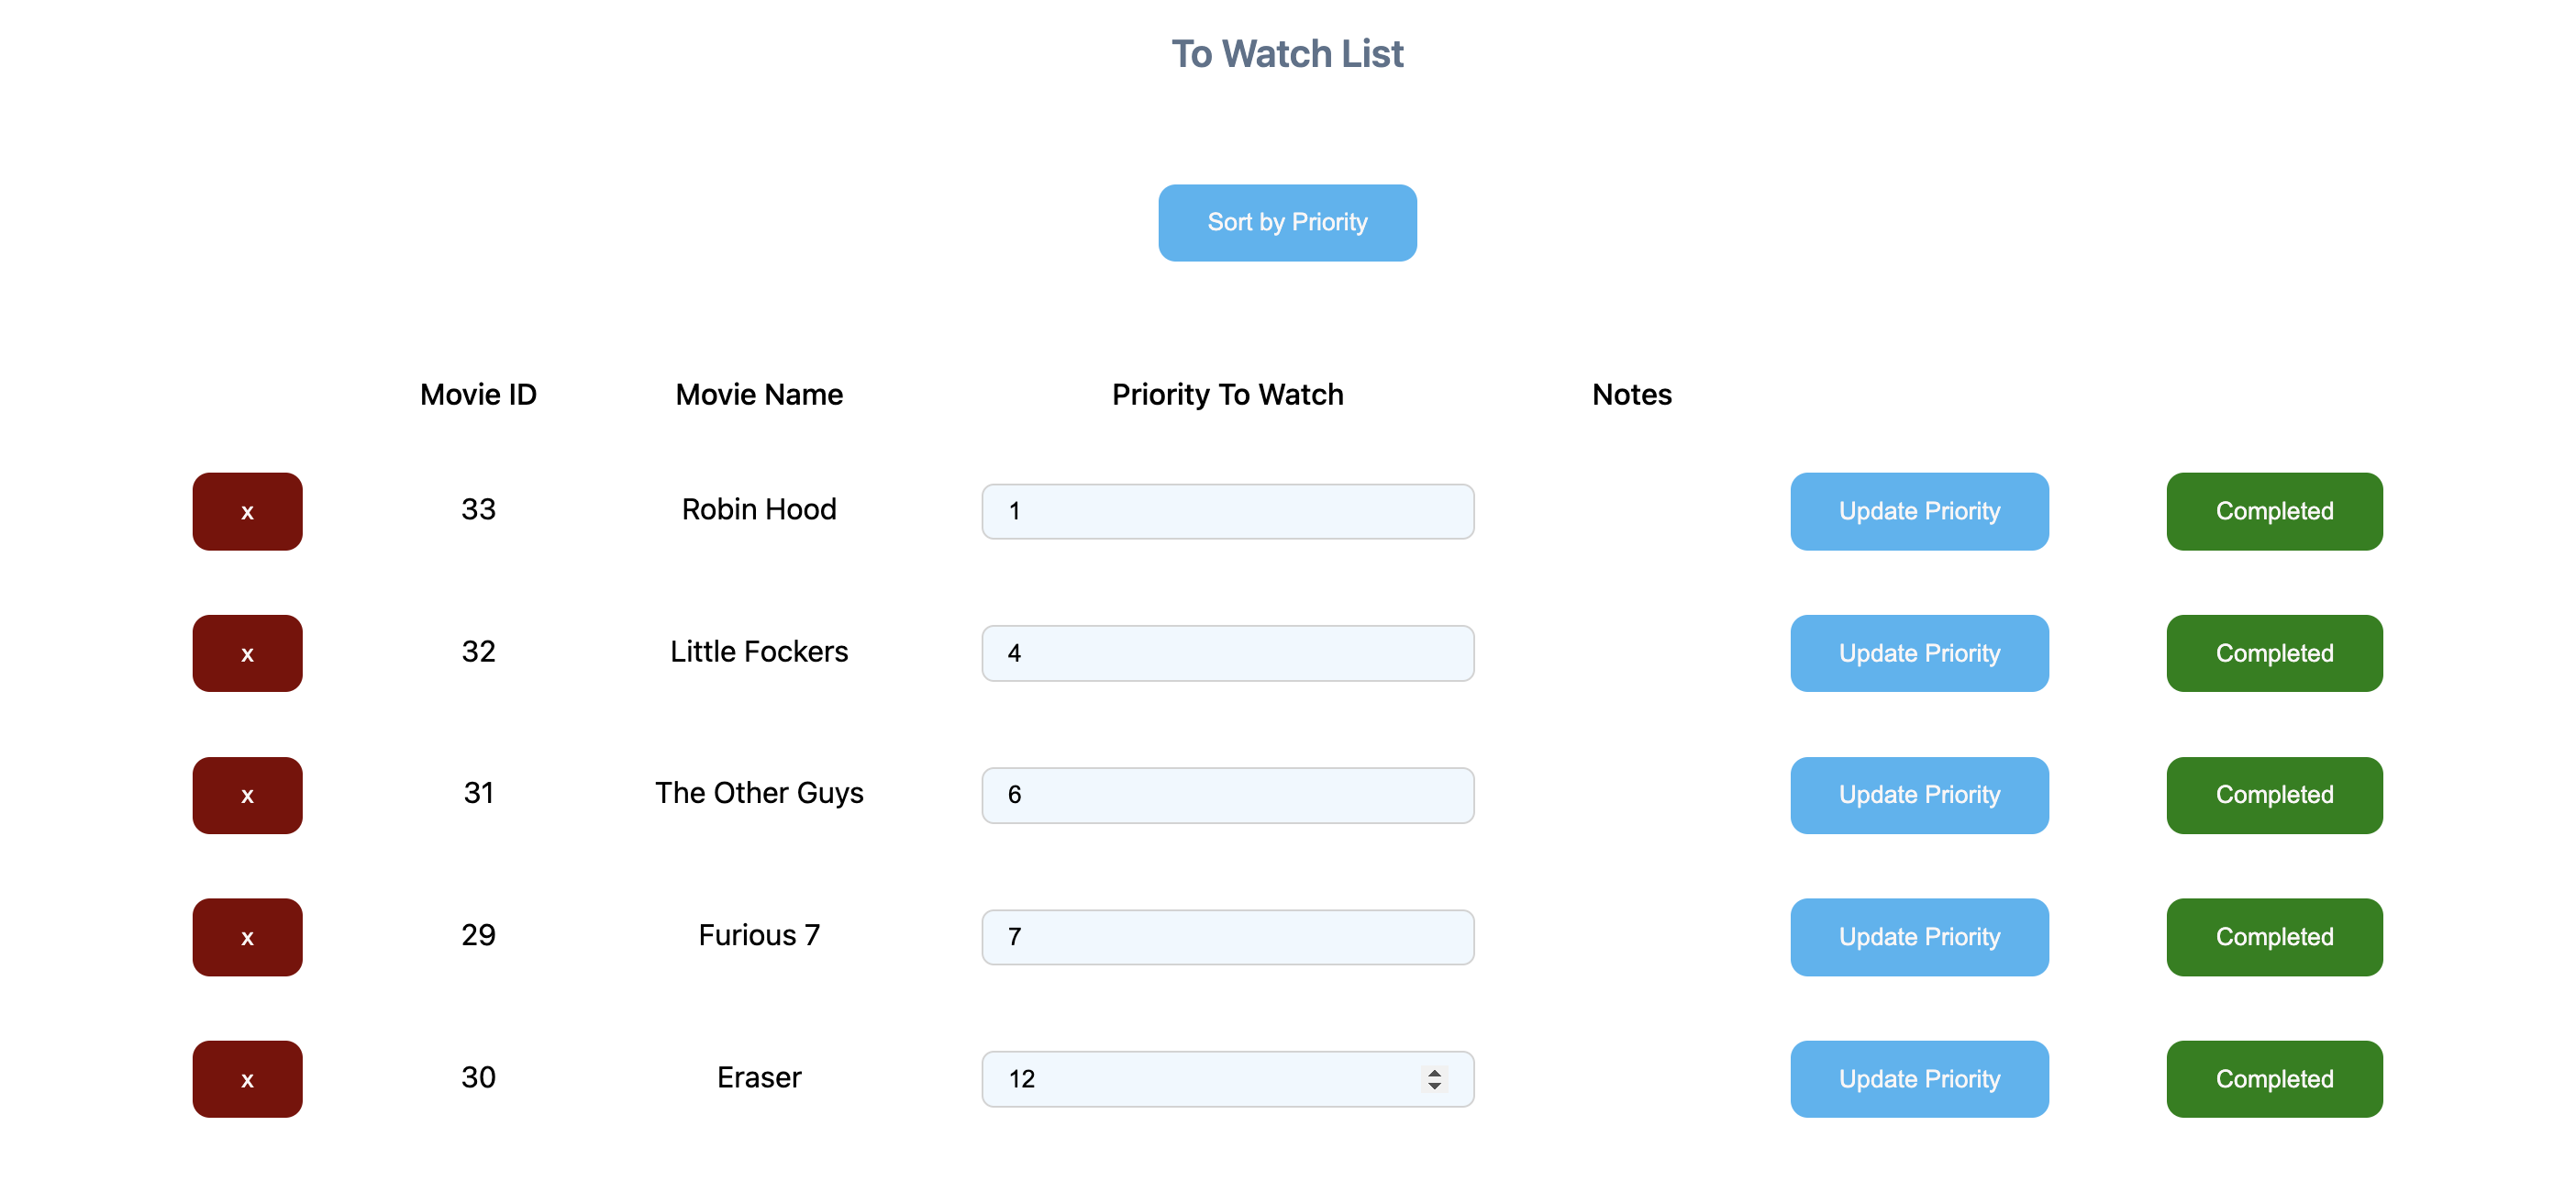 To Watch List
Sort by Priority
Movie ID Movie Name Priority To Watch Notes
x 33 Robin Hood 1 Update Priority Completed
x 32 Little Fockers 4 Update Priority Completed
x 31 The Other Guys 6 Update Priority Completed
x 29 Furious 7 7 Update Priority Completed
x 30 Eraser 12 Update Priority Completed